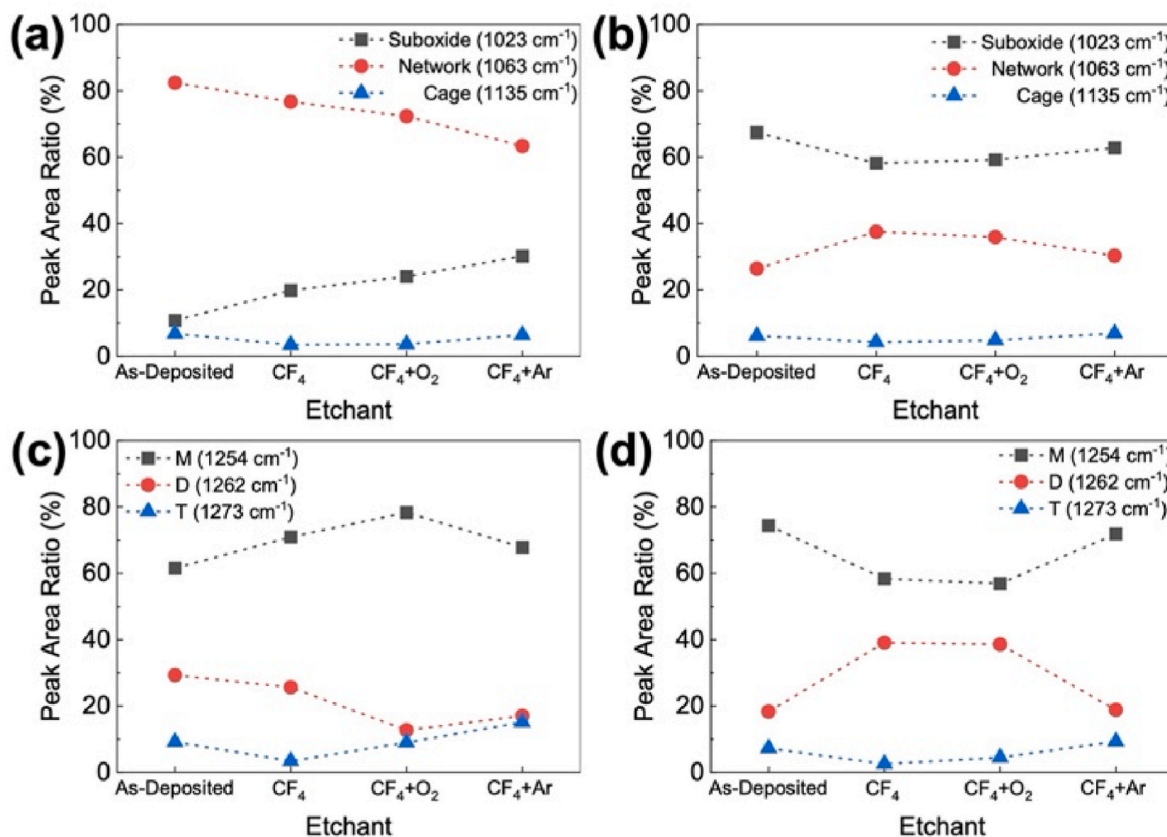 (a)
100
80
60
40
20
0
Peak Area Ratio (%)
Suboxide (1023 cm⁻¹)
Network (1063 cm⁻¹)
Cage (1135 cm⁻¹)
As-Deposited CF₄ CF₄+O₂ CF₄+Ar
Etchant
(b)
100
80
60
40
20
0
Peak Area Ratio (%)
Suboxide (1023 cm⁻¹)
Network (1063 cm⁻¹)
Cage (1135 cm⁻¹)
As-Deposited CF₄ CF₄+O₂ CF₄+Ar
Etchant
(c)
100
80
60
40
20
0
Peak Area Ratio (%)
M (1254 cm⁻¹)
D (1262 cm⁻¹)
T (1273 cm⁻¹)
As-Deposited CF₄ CF₄+O₂ CF₄+Ar
Etchant
(d)
100
80
60
40
20
0
Peak Area Ratio (%)
M (1254 cm⁻¹)
D (1262 cm⁻¹)
T (1273 cm⁻¹)
As-Deposited CF₄ CF₄+O₂ CF₄+Ar
Etchant